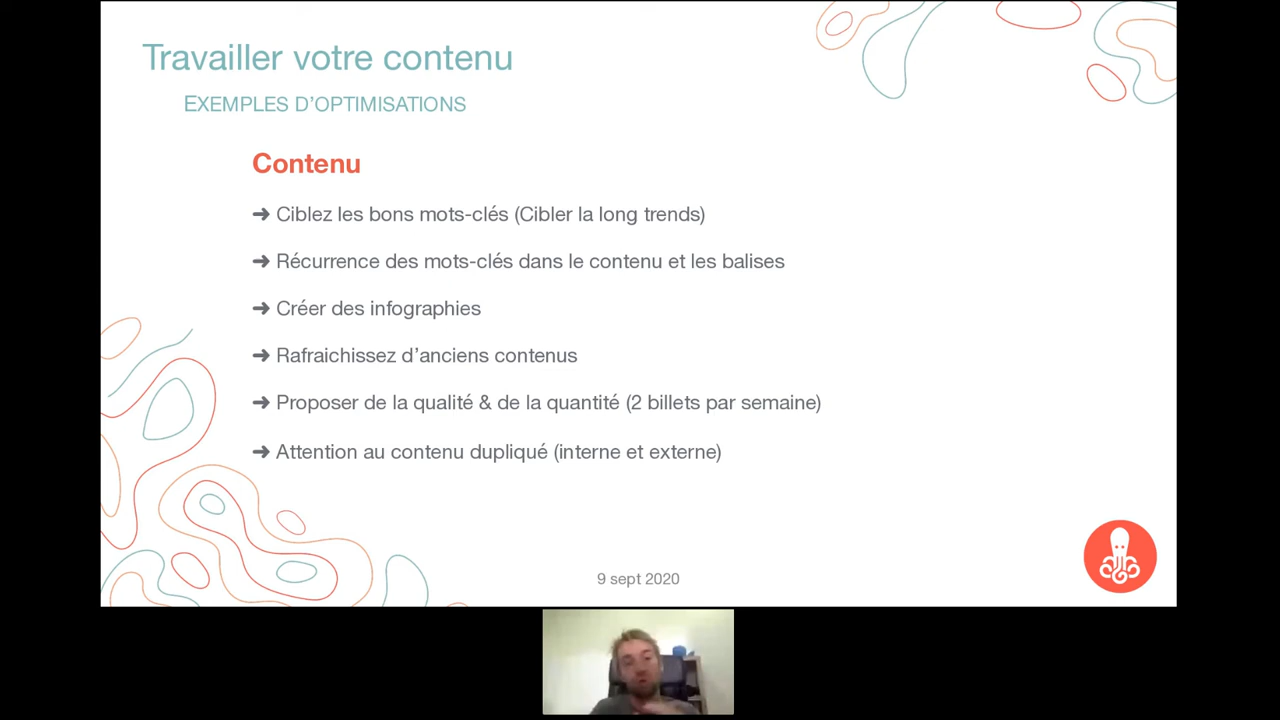 Travailler votre contenu
EXEMPLES D'OPTIMISATIONS
Contenu
➜ Ciblez les bons mots-clés (Cibler la long trends)
➜ Récurrence des mots-clés dans le contenu et les balises
➜ Créer des infographies
➜ Rafraichissez d'anciens contenus
➜ Proposer de la qualité & de la quantité (2 billets par semaine)
➜ Attention au contenu dupliqué (interne et externe)
9 sept 2020